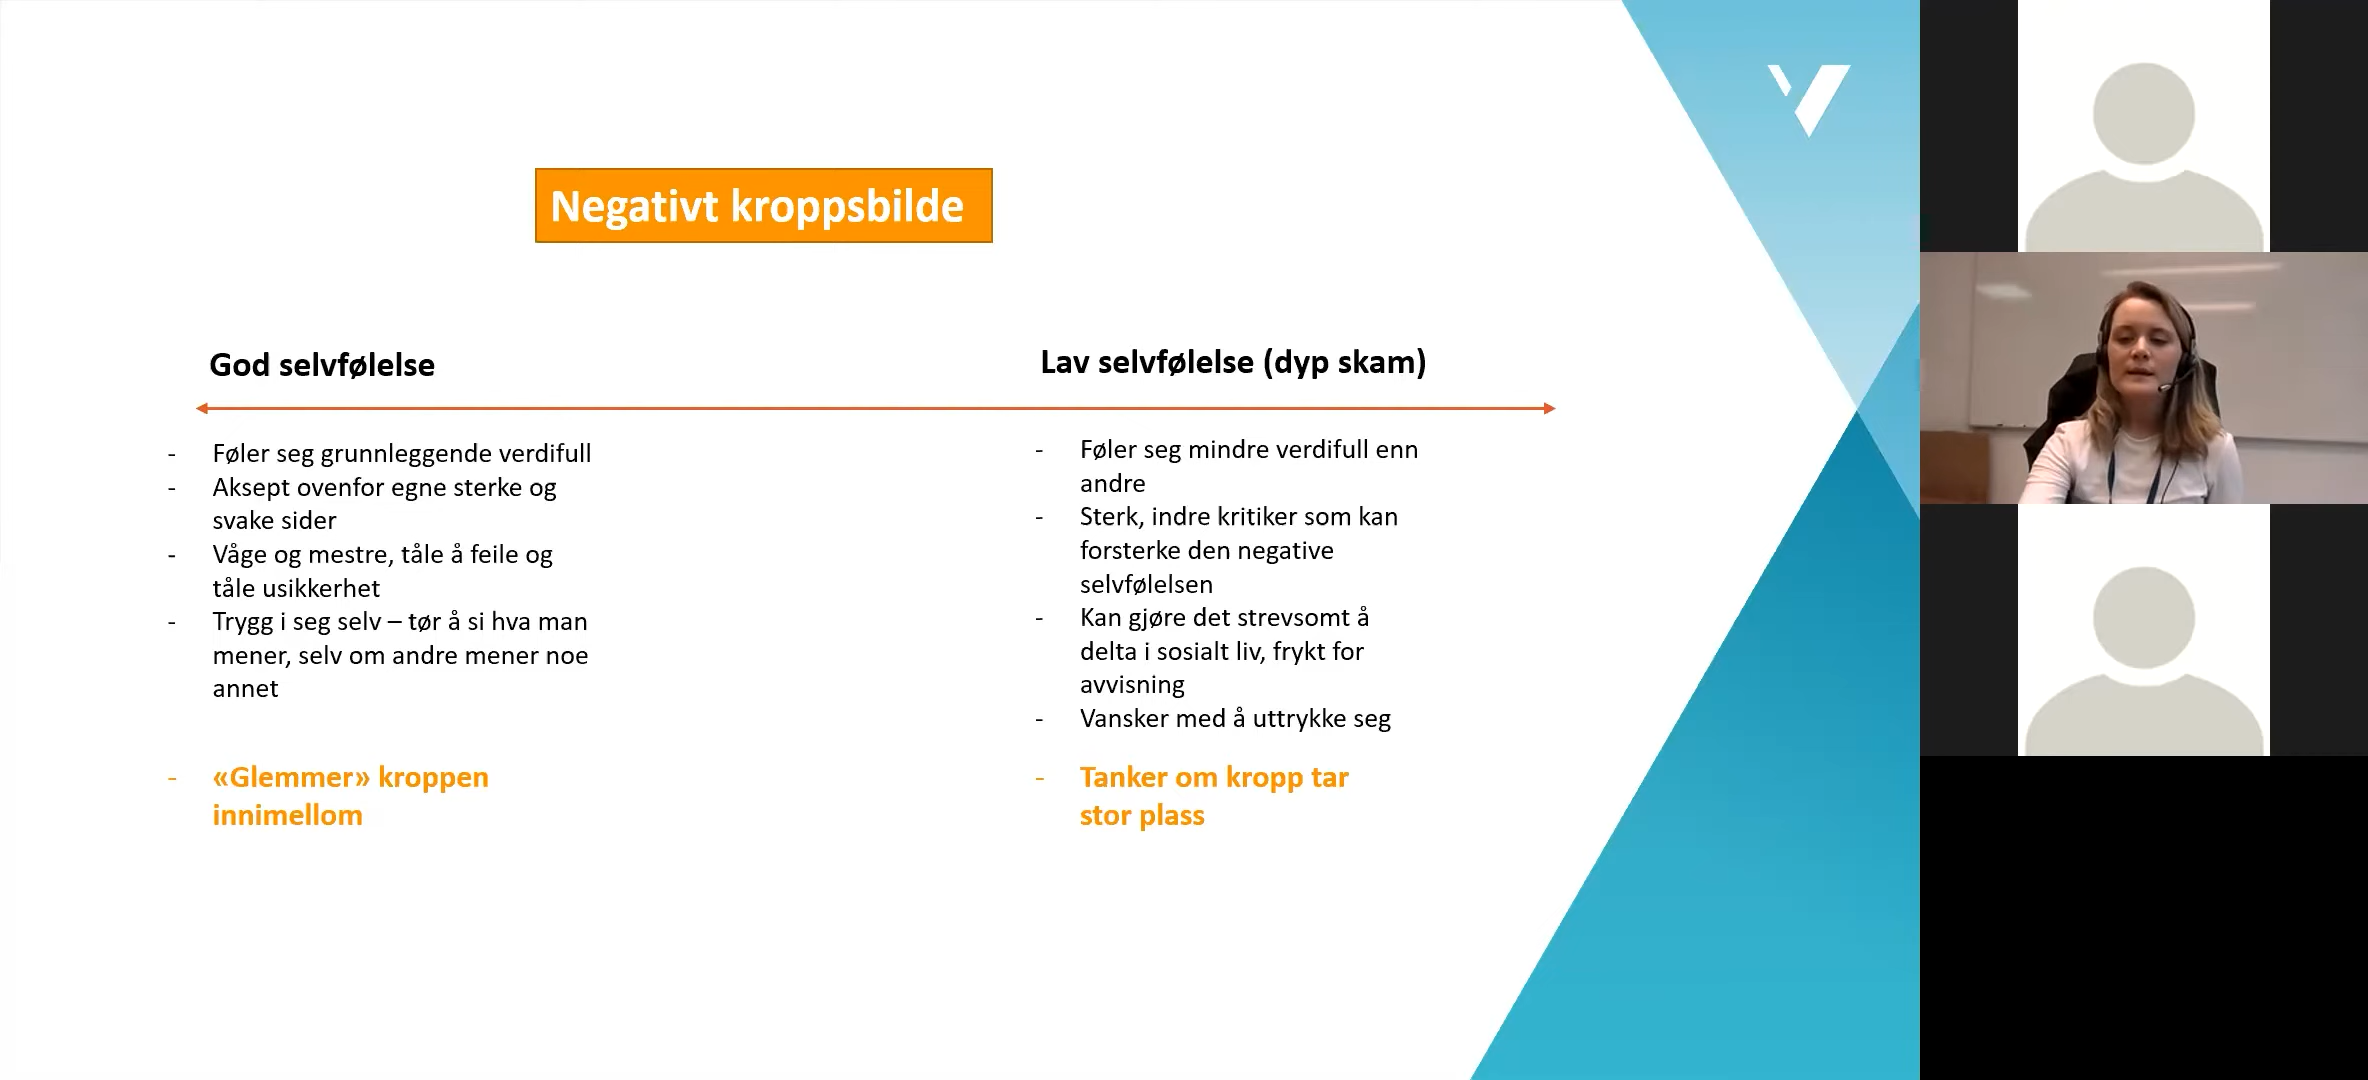 Negativt kroppsbilde
God selvfølelse
- Føler seg grunnleggende verdifull
- Aksept ovenfor egne sterke og
svake sider
- Våge og mestre, tåle å feile og
tåle usikkerhet
- Trygg i seg selv – tør å si hva man
mener, selv om andre mener noe
annet
- «Glemmer» kroppen
innimellom
Lav selvfølelse (dyp skam)
- Føler seg mindre verdifull enn
andre
- Sterk, indre kritiker som kan
forsterke den negative
selvfølelsen
- Kan gjøre det strevsomt å
delta i sosialt liv, frykt for
avvisning
- Vansker med å uttrykke seg
- Tanker om kropp tar
stor plass